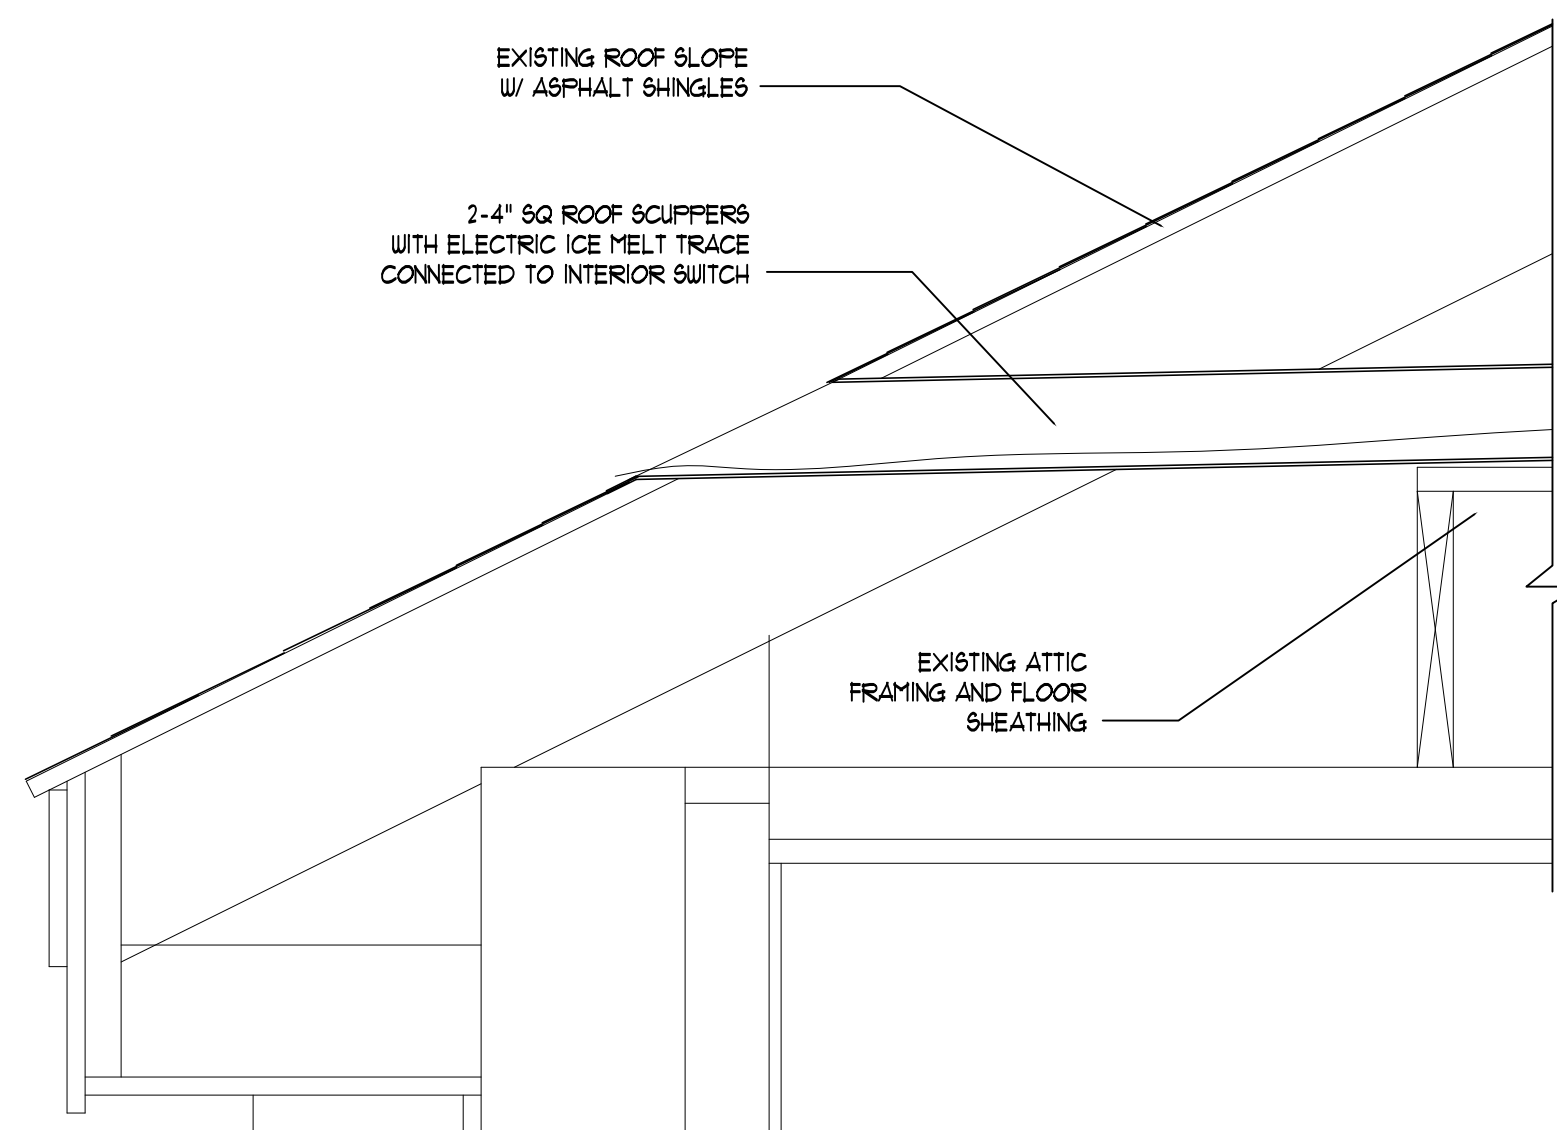 EXISTING ROOF SLOPE
W/ ASPHALT SHINGLES
2-4" SQ ROOF SCUPPERS
WITH ELECTRIC ICE MELT TRACE
CONNECTED TO INTERIOR SWITCH
EXISTING ATTIC
FRAMING AND FLOOR
SHEATHING